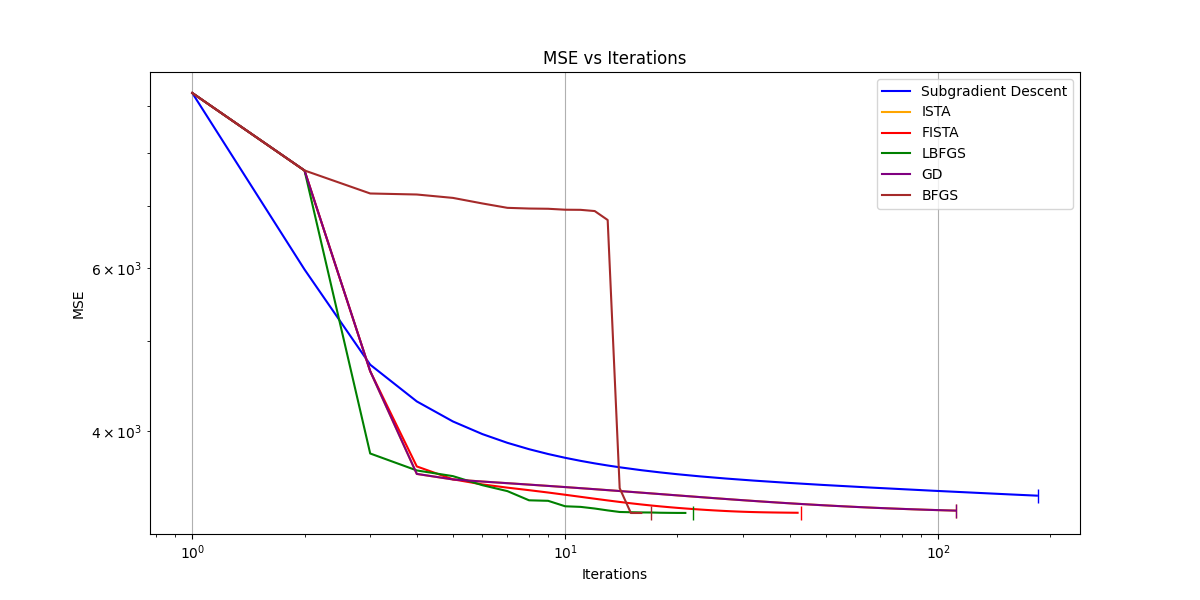 MSE vs Iterations
Subgradient Descent
ISTA
FISTA
LBFGS
GD
BFGS
6 × 10³
4 × 10³
MSE
10⁰ 10¹ 10²
Iterations